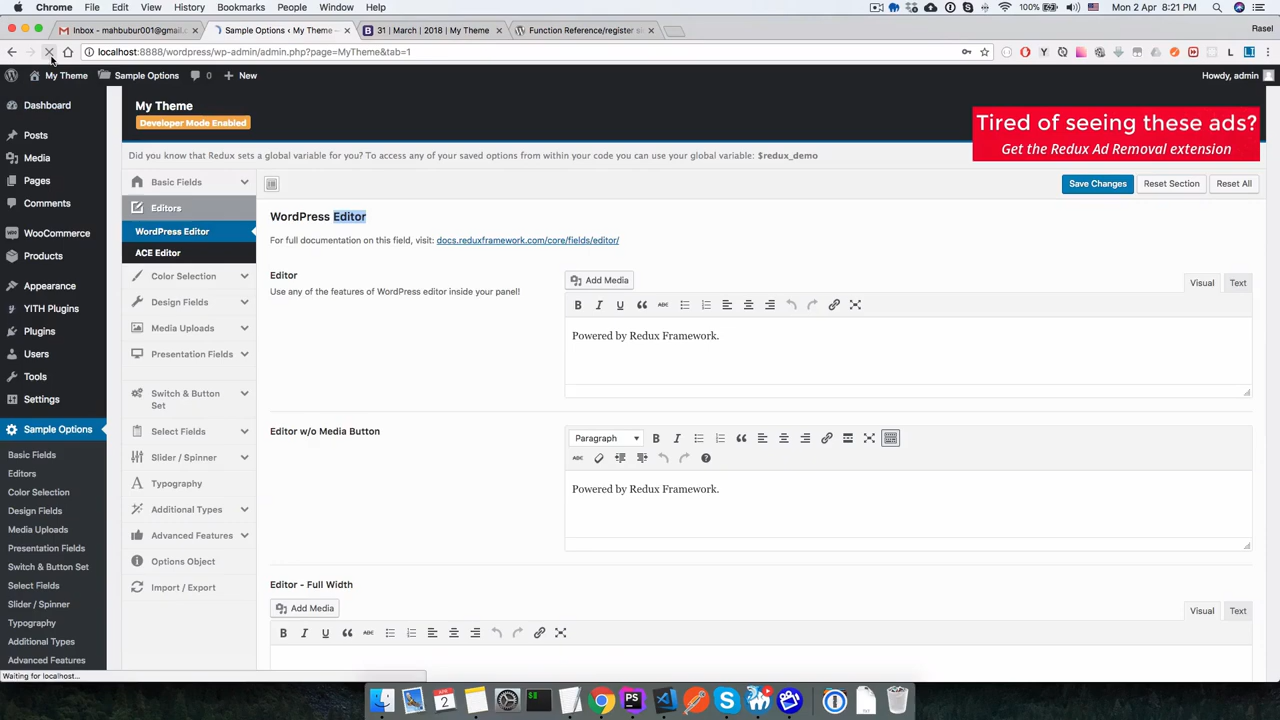 Chrome File Edit View History Bookmarks People Window Help
100% Mon 2 Apr 8:21 PM
Inbox - mahbubur001@gmail.c
Sample Options ‹ My Theme —
31 | March | 2018 | My Theme
Function Reference/register si
Rasel
localhost:8888/wordpress/wp-admin/admin.php?page=MyTheme&tab=1
My Theme Sample Options 0 New
Howdy, admin
Dashboard
Posts
Media
Pages
Comments
WooCommerce
Products
Appearance
YITH Plugins
Plugins
Users
Tools
Settings
Sample Options
Basic Fields
Editors
Color Selection
Design Fields
Media Uploads
Presentation Fields
Switch & Button Set
Select Fields
Slider / Spinner
Typography
Additional Types
Advanced Features
Waiting for localhost...
My Theme
Developer Mode Enabled
Tired of seeing these ads?
Get the Redux Ad Removal extension
Did you know that Redux sets a global variable for you? To access any of your saved options from within your code you can use your global variable: $redux_demo
Basic Fields
Editors
WordPress Editor
ACE Editor
Color Selection
Design Fields
Media Uploads
Presentation Fields
Switch & Button
Set
Select Fields
Slider / Spinner
Typography
Additional Types
Advanced Features
Options Object
Import / Export
Save Changes Reset Section Reset All
WordPress Editor
For full documentation on this field, visit: docs.reduxframework.com/core/fields/editor/
Editor
Use any of the features of WordPress editor inside your panel!
Add Media
Visual Text
B I U ABC
Powered by Redux Framework.
Editor w/o Media Button
Paragraph B I
ABC
Powered by Redux Framework.
Editor - Full Width
Add Media
Visual Text
B I U ABC